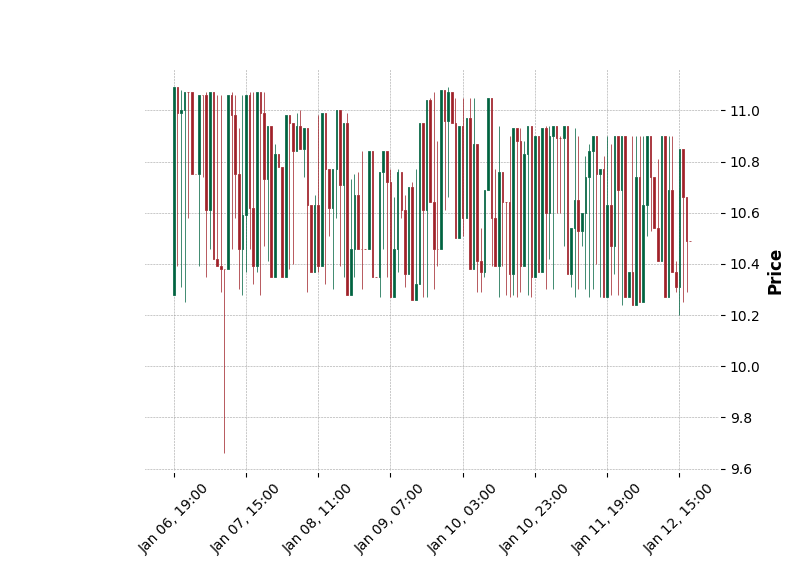 11.0
10.8
10.6
10.4
10.2
10.0
9.8
9.6
Price
Jan 06, 19:00
Jan 07, 15:00
Jan 08, 11:00
Jan 09, 07:00
Jan 10, 03:00
Jan 10, 23:00
Jan 11, 19:00
Jan 12, 15:00